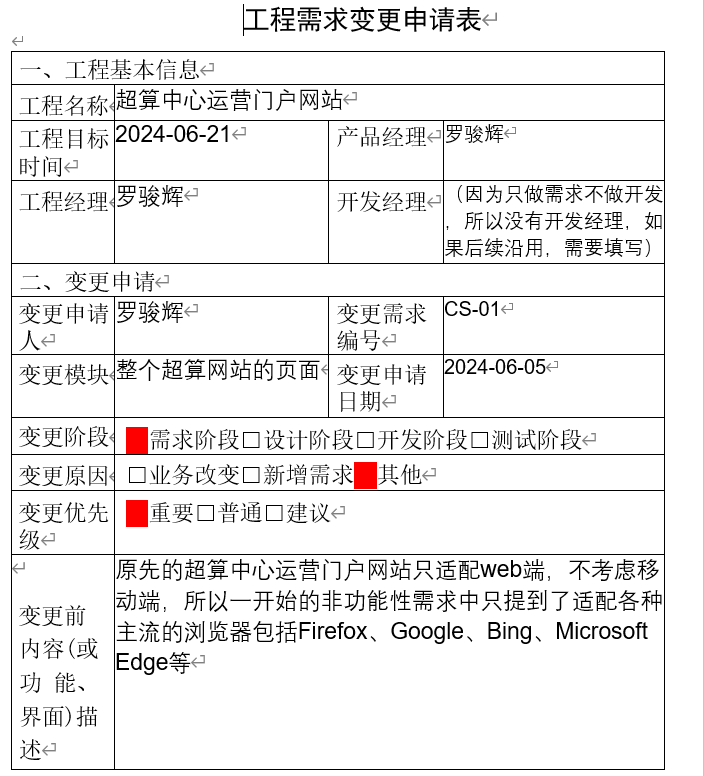 工程需求变更申请表
一、工程基本信息
工程名称 超算中心运营门户网站
工程目标时间 2024-06-21 产品经理 罗骏辉
工程经理 罗骏辉 开发经理 （因为只做需求不做开发
，所以没有开发经理，如
果后续沿用，需要填写）
二、变更申请
变更申请人 罗骏辉 变更需求编号 CS-01
变更模块 整个超算网站的页面 变更申请日期 2024-06-05
变更阶段 需求阶段□设计阶段□开发阶段□测试阶段
变更原因 □业务改变□新增需求 其他
变更优先级 重要□普通□建议
变更前
内容(或
功 能、
界面)描
述
原先的超算中心运营门户网站只适配web端，不考虑移
动端，所以一开始的非功能性需求中只提到了适配各种
主流的浏览器包括Firefox、Google、Bing、Microsoft
Edge等